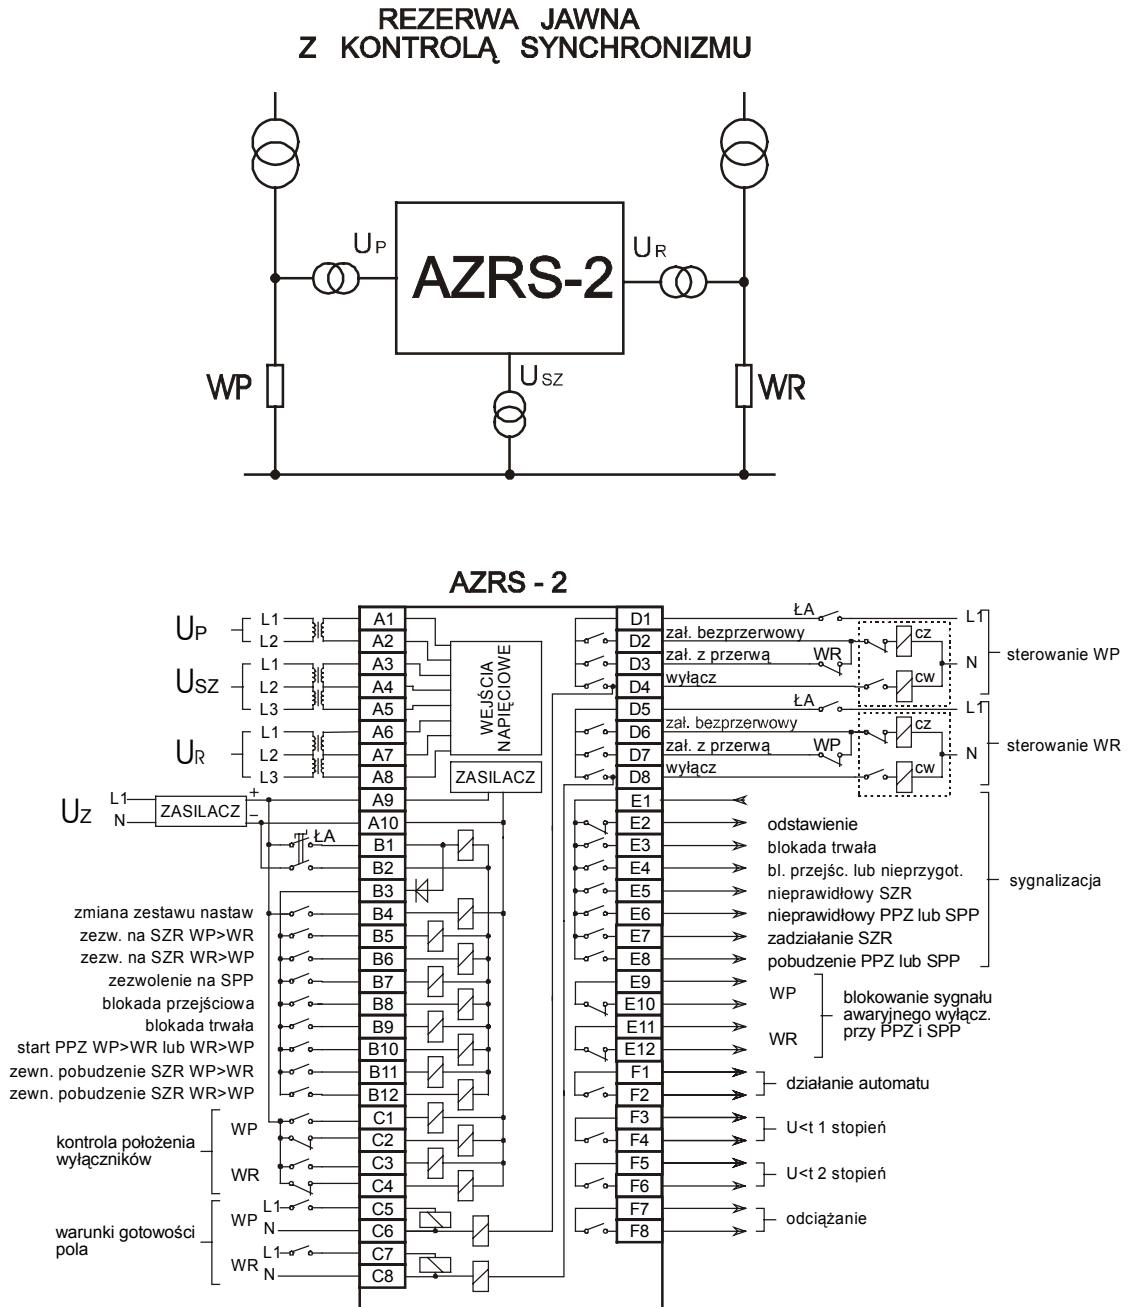 REZERWA JAWNA
Z KONTROLĄ SYNCHRONIZMU
UP
AZRS-2
UR
USZ
WP
WR
AZRS - 2
UP
L1
L2
USZ
L1
L2
L3
UR
L1
L2
L3
UZ
L1
N
ZASILACZ
+
−
ŁA
A1
A2
A3
A4
A5
A6
A7
A8
A9
A10
B1
B2
B3
zmiana zestawu nastaw B4
zezw. na SZR WP>WR B5
zezw. na SZR WR>WP B6
zezwolenie na SPP B7
blokada przejściowa B8
blokada trwała B9
start PPZ WP>WR lub WR>WP B10
zewn. pobudzenie SZR WP>WR B11
zewn. pobudzenie SZR WR>WP B12
kontrola położenia
wyłączników
WP
WR
C1
C2
C3
C4
warunki gotowości
pola
WP L1 C5
N C6
WR L1 C7
N C8
WEJŚCIA
NAPIĘCIOWE
ZASILACZ
D1 ŁA L1
D2 zał. bezprzerwowy cz
D3 zał. z przerwą WR N
D4 wyłącz cw
sterowanie WP
D5 ŁA L1
D6 zał. bezprzerwowy cz
D7 zał. z przerwą WP N
D8 wyłącz cw
sterowanie WR
E1
E2 odstawienie
E3 blokada trwała
E4 bl. przejśc. lub nieprzygot.
E5 nieprawidłowy SZR
E6 nieprawidłowy PPZ lub SPP
E7 zadziałanie SZR
E8 pobudzenie PPZ lub SPP
sygnalizacja
E9
E10
WP
E11
E12
WR
blokowanie sygnału
awaryjnego wyłącz.
przy PPZ i SPP
F1
F2
działanie automatu
F3
F4
U<t 1 stopień
F5
F6
U<t 2 stopień
F7
F8
odciążanie